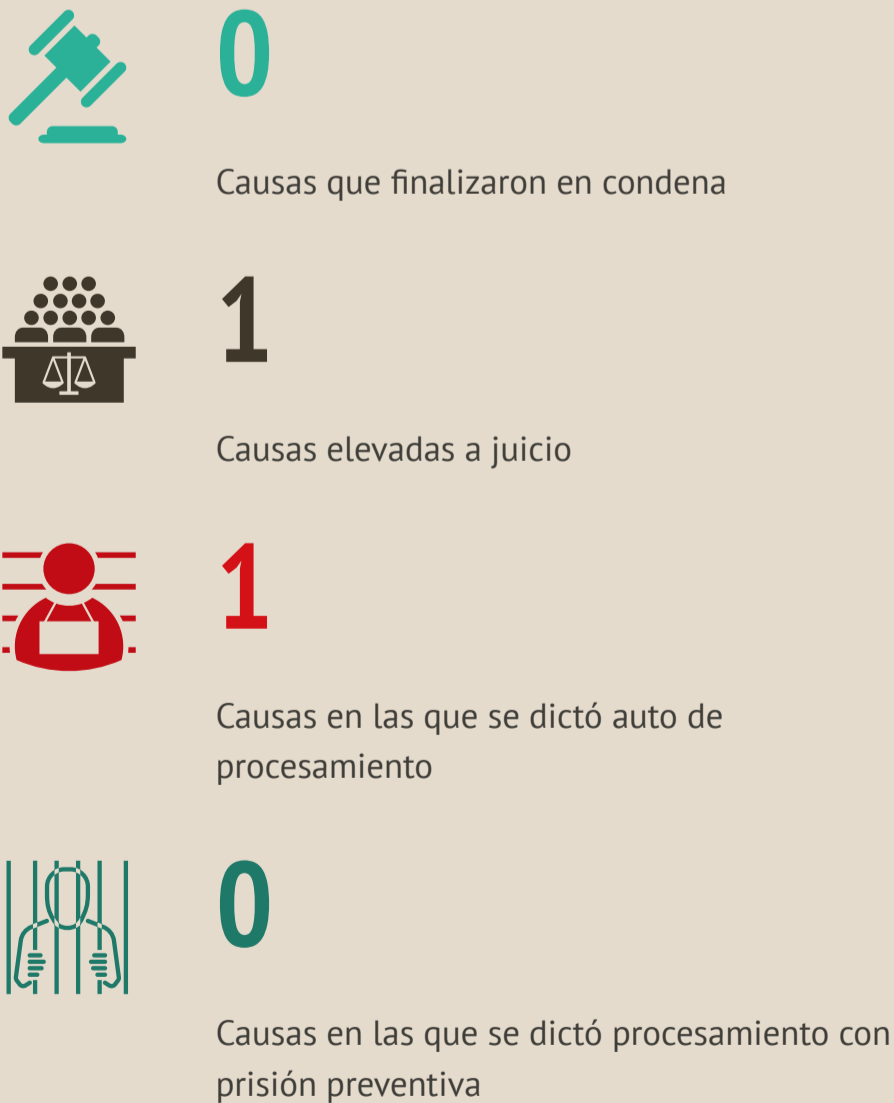 0
Causas que finalizaron en condena
1
Causas elevadas a juicio
1
Causas en las que se dictó auto de
procesamiento
0
Causas en las que se dictó procesamiento con
prisión preventiva